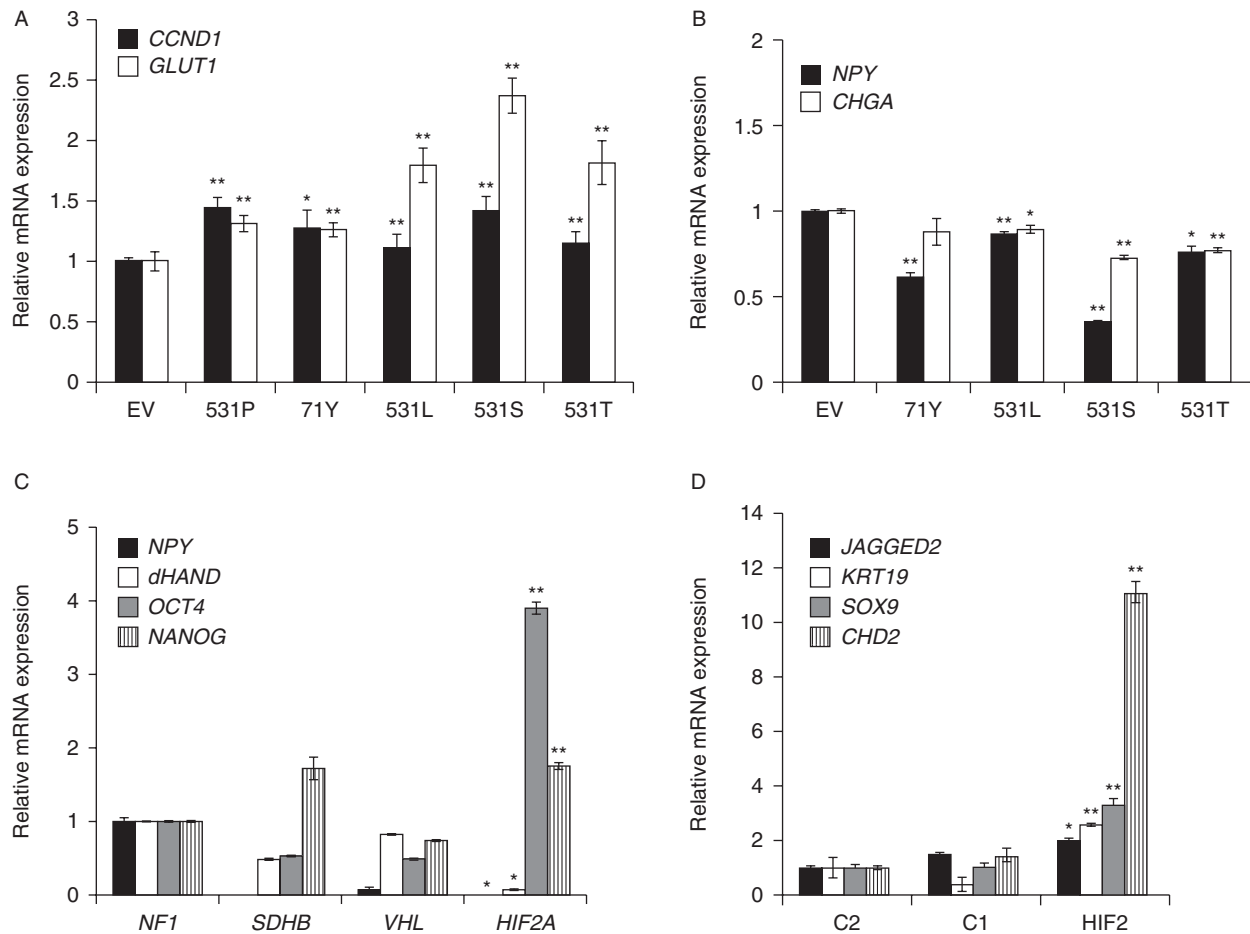 A
Relative mRNA expression
3
2.5
2
1.5
1
0.5
0
CCND1
GLUT1
** **
* **
** **
** **
** **
EV 531P 71Y 531L 531S 531T
B
Relative mRNA expression
2
1.5
1
0.5
0
NPY
CHGA
**
** *
** **
* **
EV 71Y 531L 531S 531T
C
Relative mRNA expression
5
4
3
2
1
0
NPY
dHAND
OCT4
NANOG
* * ** **
NF1 SDHB VHL HIF2A
D
Relative mRNA expression
14
12
10
8
6
4
2
0
JAGGED2
KRT19
SOX9
CHD2
* ** ** **
C2 C1 HIF2